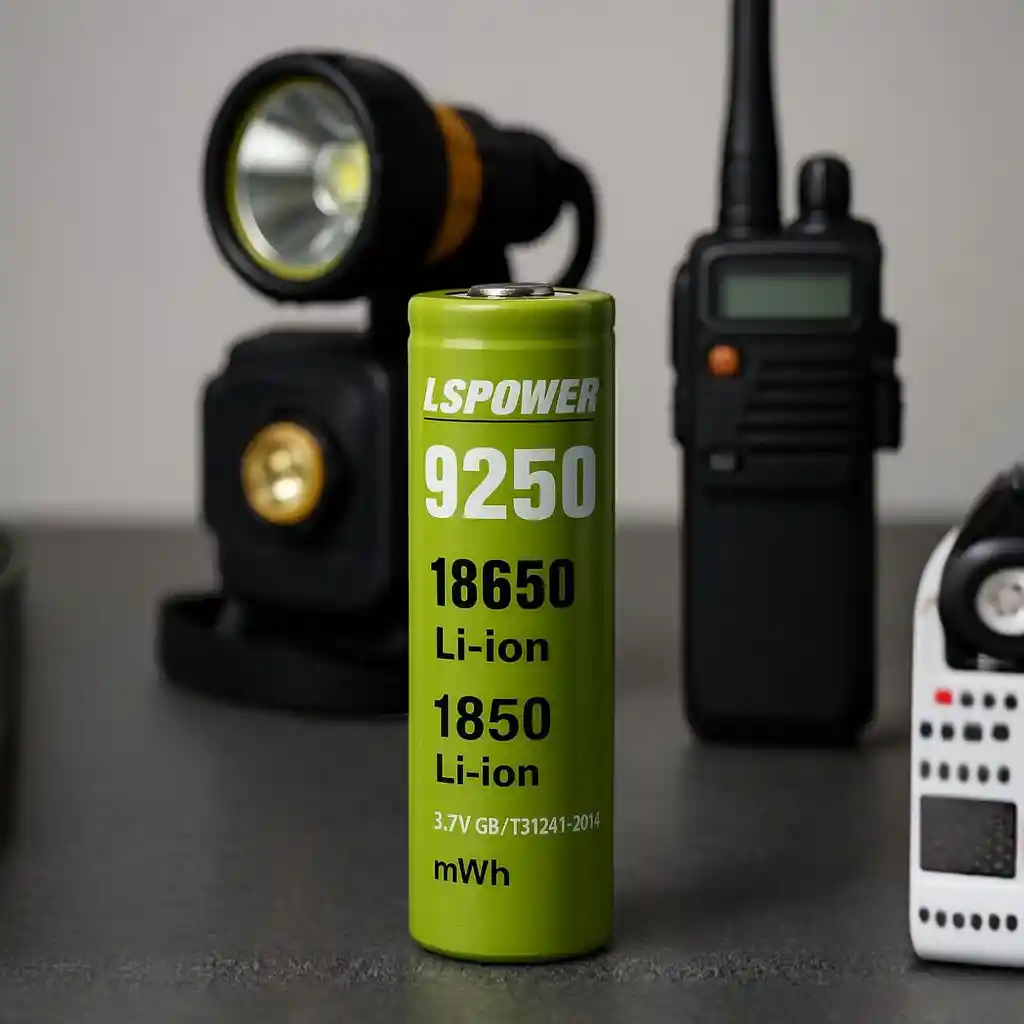 LSPOWER
9250
18650
Li-ion
1850
Li-ion
3.7V GB/T31241-2014
mWh